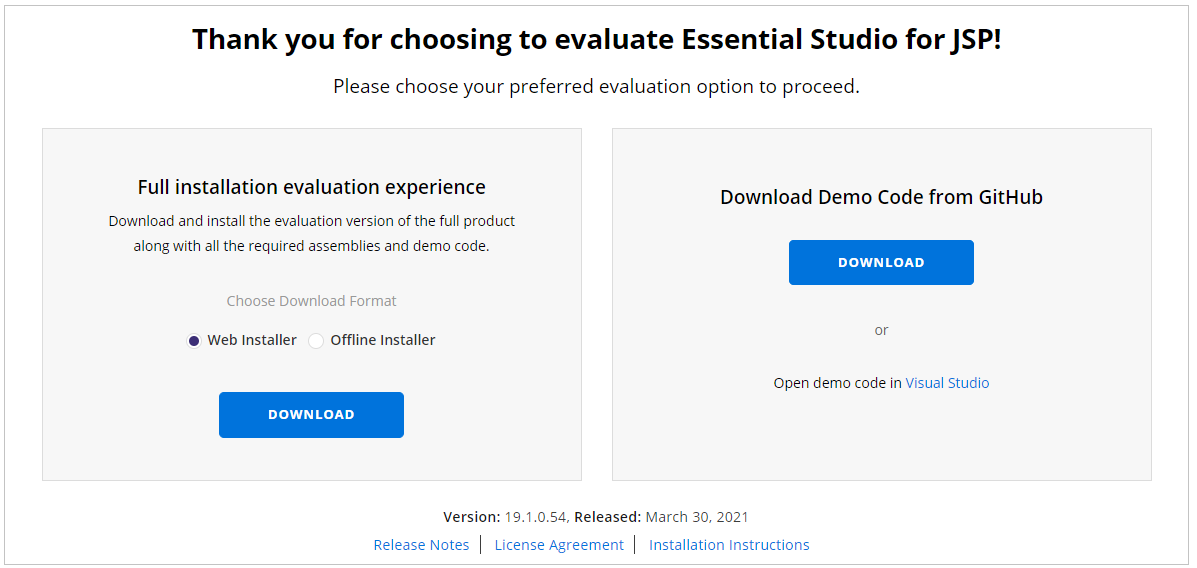 Thank you for choosing to evaluate Essential Studio for JSP!
Please choose your preferred evaluation option to proceed.
Full installation evaluation experience
Download and install the evaluation version of the full product
along with all the required assemblies and demo code.
Choose Download Format
Web Installer Offline Installer
DOWNLOAD
Download Demo Code from GitHub
DOWNLOAD
or
Open demo code in Visual Studio
Version: 19.1.0.54, Released: March 30, 2021
Release Notes | License Agreement | Installation Instructions